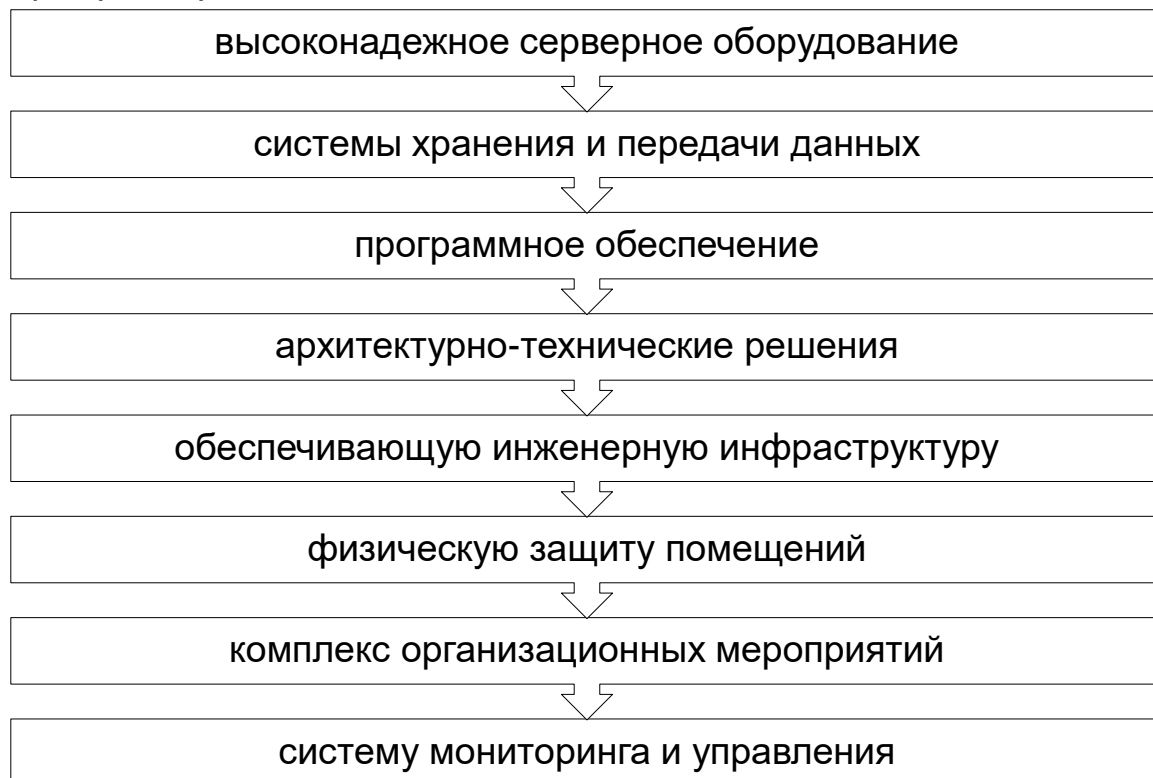 высоконадежное серверное оборудование
системы хранения и передачи данных
программное обеспечение
архитектурно-технические решения
обеспечивающую инженерную инфраструктуру
физическую защиту помещений
комплекс организационных мероприятий
систему мониторинга и управления